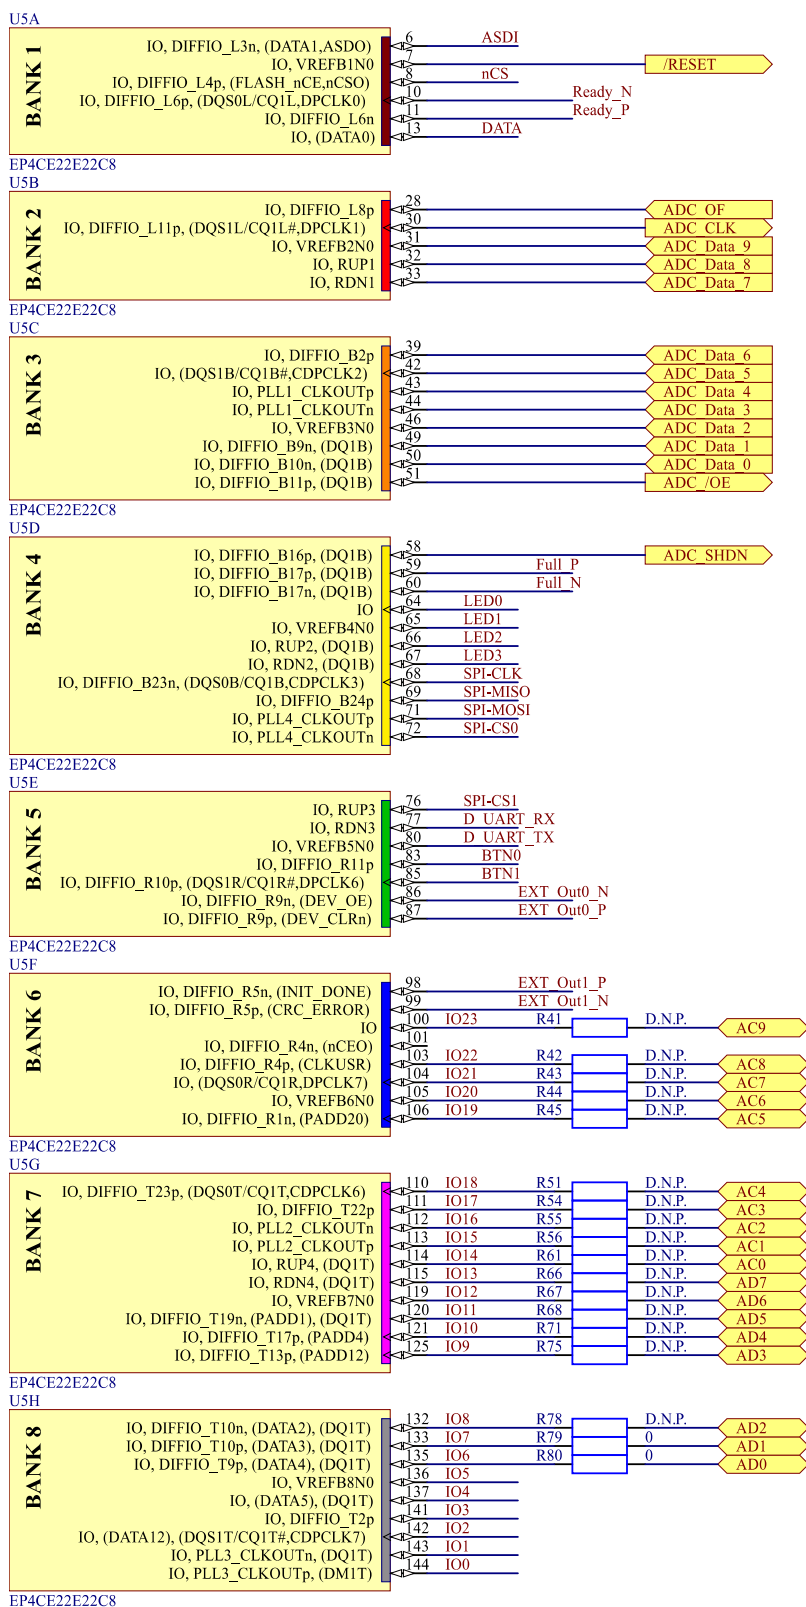 U5A
BANK 1
IO, DIFFIO_L3n, (DATA1,ASDO) 6 ASDI
IO, VREFB1N0 7 /RESET
IO, DIFFIO_L4p, (FLASH_nCE,nCSO) 8 nCS
IO, DIFFIO_L6p, (DQS0L/CQ1L,DPCLK0) 10 Ready_N
IO, DIFFIO_L6n 11 Ready_P
IO, (DATA0) 13 DATA
EP4CE22E22C8
U5B
BANK 2
IO, DIFFIO_L8p 28 ADC_OF
IO, DIFFIO_L11p, (DQS1L/CQ1L#,DPCLK1) 30 ADC_CLK
IO, VREFB2N0 31 ADC_Data_9
IO, RUP1 32 ADC_Data_8
IO, RDN1 33 ADC_Data_7
EP4CE22E22C8
U5C
BANK 3
IO, DIFFIO_B2p 39 ADC_Data_6
IO, (DQS1B/CQ1B#,CDPCLK2) 42 ADC_Data_5
IO, PLL1_CLKOUTp 43 ADC_Data_4
IO, PLL1_CLKOUTn 44 ADC_Data_3
IO, VREFB3N0 46 ADC_Data_2
IO, DIFFIO_B9n, (DQ1B) 49 ADC_Data_1
IO, DIFFIO_B10n, (DQ1B) 50 ADC_Data_0
IO, DIFFIO_B11p, (DQ1B) 51 ADC_/OE
EP4CE22E22C8
U5D
BANK 4
IO, DIFFIO_B16p, (DQ1B) 58 ADC_SHDN
IO, DIFFIO_B17p, (DQ1B) 59 Full_P
IO, DIFFIO_B17n, (DQ1B) 60 Full_N
IO 64 LED0
IO, VREFB4N0 65 LED1
IO, RUP2, (DQ1B) 66 LED2
IO, RDN2, (DQ1B) 67 LED3
IO, DIFFIO_B23n, (DQS0B/CQ1B,CDPCLK3) 68 SPI-CLK
IO, DIFFIO_B24p 69 SPI-MISO
IO, PLL4_CLKOUTp 71 SPI-MOSI
IO, PLL4_CLKOUTn 72 SPI-CS0
EP4CE22E22C8
U5E
BANK 5
IO, RUP3 76 SPI-CS1
IO, RDN3 77 D_UART_RX
IO, VREFB5N0 80 D_UART_TX
IO, DIFFIO_R11p 83 BTN0
IO, DIFFIO_R10p, (DQS1R/CQ1R#,DPCLK6) 85 BTN1
IO, DIFFIO_R9n, (DEV_OE) 86 EXT_Out0_N
IO, DIFFIO_R9p, (DEV_CLRn) 87 EXT_Out0_P
EP4CE22E22C8
U5F
BANK 6
IO, DIFFIO_R5n, (INIT_DONE) 98 EXT_Out1_P
IO, DIFFIO_R5p, (CRC_ERROR) 99 EXT_Out1_N
IO 100 IO23 R41 D.N.P. AC9
IO, DIFFIO_R4n, (nCEO) 101
IO, DIFFIO_R4p, (CLKUSR) 103 IO22 R42 D.N.P. AC8
IO, (DQS0R/CQ1R,DPCLK7) 104 IO21 R43 D.N.P. AC7
IO, VREFB6N0 105 IO20 R44 D.N.P. AC6
IO, DIFFIO_R1n, (PADD20) 106 IO19 R45 D.N.P. AC5
EP4CE22E22C8
U5G
BANK 7
IO, DIFFIO_T23p, (DQS0T/CQ1T,CDPCLK6) 110 IO18 R51 D.N.P. AC4
IO, DIFFIO_T22p 111 IO17 R54 D.N.P. AC3
IO, PLL2_CLKOUTn 112 IO16 R55 D.N.P. AC2
IO, PLL2_CLKOUTp 113 IO15 R56 D.N.P. AC1
IO, RUP4, (DQ1T) 114 IO14 R61 D.N.P. AC0
IO, RDN4, (DQ1T) 115 IO13 R66 D.N.P. AD7
IO, VREFB7N0 119 IO12 R67 D.N.P. AD6
IO, DIFFIO_T19n, (PADD1), (DQ1T) 120 IO11 R68 D.N.P. AD5
IO, DIFFIO_T17p, (PADD4) 121 IO10 R71 D.N.P. AD4
IO, DIFFIO_T13p, (PADD12) 125 IO9 R75 D.N.P. AD3
EP4CE22E22C8
U5H
BANK 8
IO, DIFFIO_T10n, (DATA2), (DQ1T) 132 IO8 R78 D.N.P. AD2
IO, DIFFIO_T10p, (DATA3), (DQ1T) 133 IO7 R79 0 AD1
IO, DIFFIO_T9p, (DATA4), (DQ1T) 135 IO6 R80 0 AD0
IO, VREFB8N0 136 IO5
IO, (DATA5), (DQ1T) 137 IO4
IO, DIFFIO_T2p 141 IO3
IO, (DATA12), (DQS1T/CQ1T#,CDPCLK7) 142 IO2
IO, PLL3_CLKOUTn, (DQ1T) 143 IO1
IO, PLL3_CLKOUTp, (DM1T) 144 IO0
EP4CE22E22C8